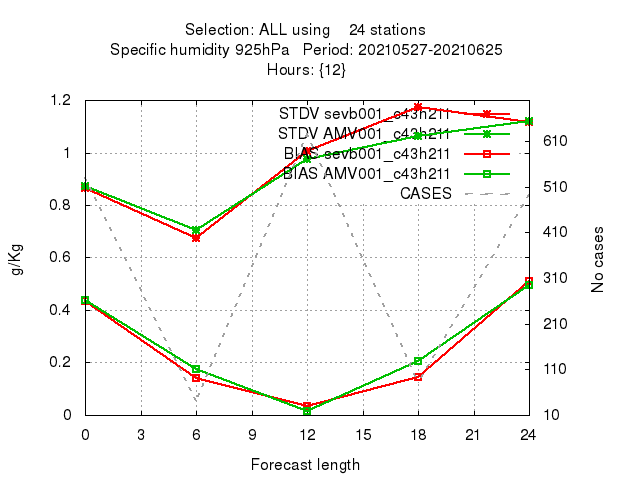 Selection: ALL using 24 stations
Specific humidity 925hPa Period: 20210527-20210625
Hours: {12}
STDV sevb001_c43h211
STDV AMV001_c43h211
BIAS sevb001_c43h211
BIAS AMV001_c43h211
CASES
1.2
1
0.8
0.6
0.4
0.2
0
g/Kg
610
510
410
310
210
110
10
No cases
0 3 6 9 12 15 18 21 24
Forecast length